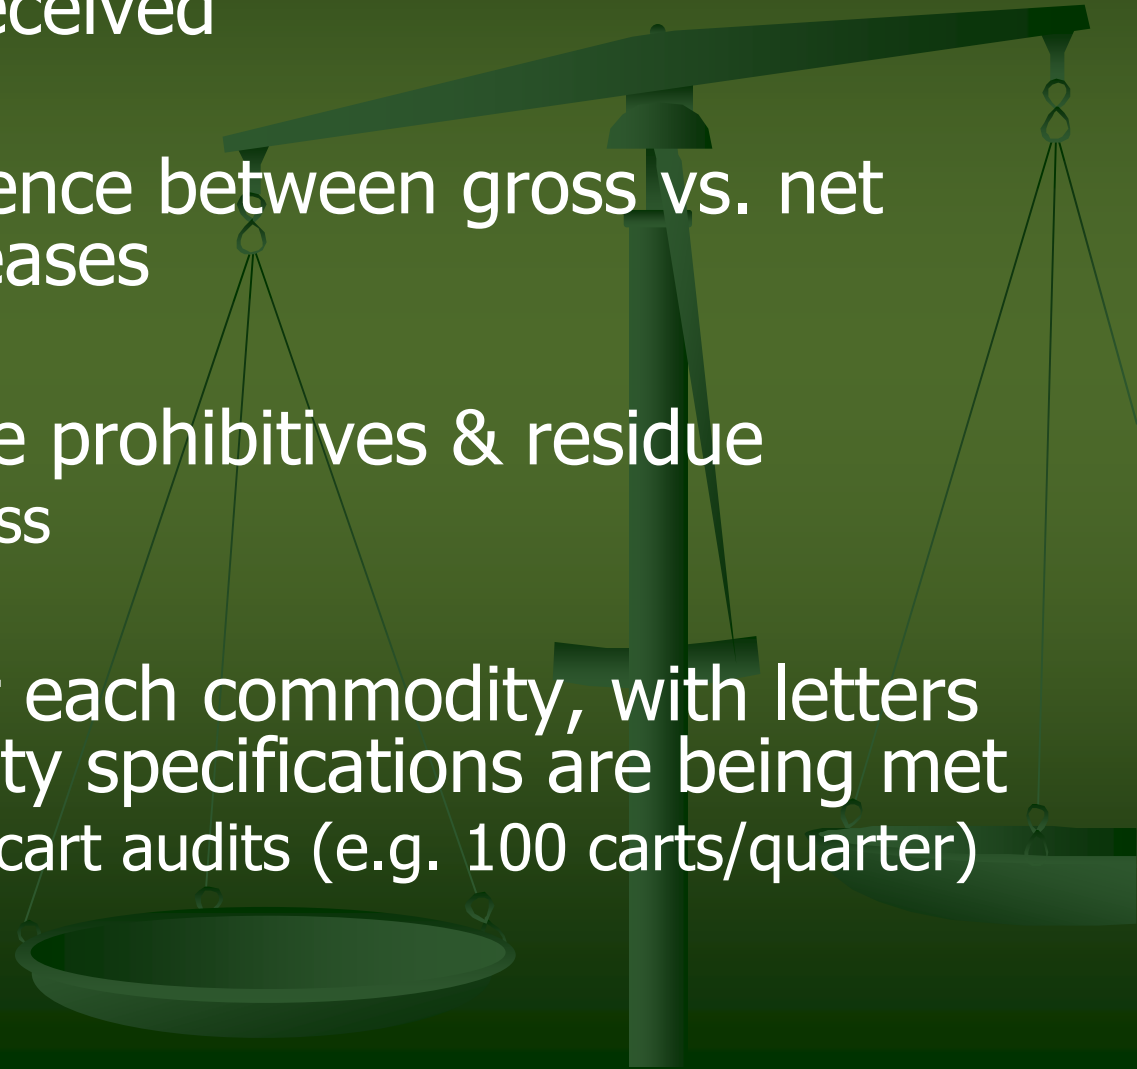 eceived
ence between gross vs. net
eases
e prohibitives & residue
ss
each commodity, with letters
ty specifications are being met
cart audits (e.g. 100 carts/quarter)